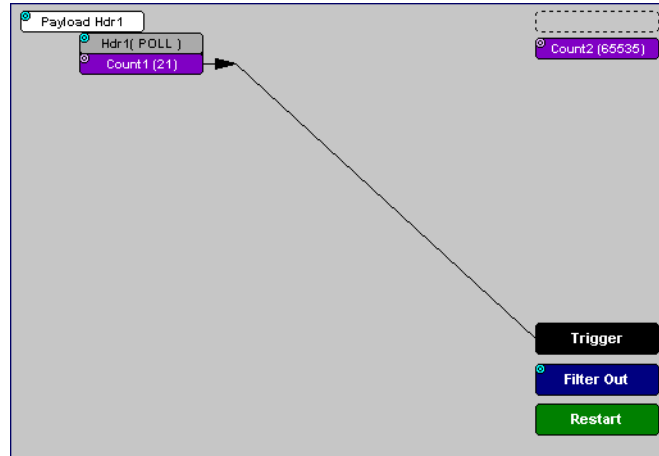 Payload Hdr1
Hdr1( POLL )
Count1 (21)
Count2 (65535)
Trigger
Filter Out
Restart